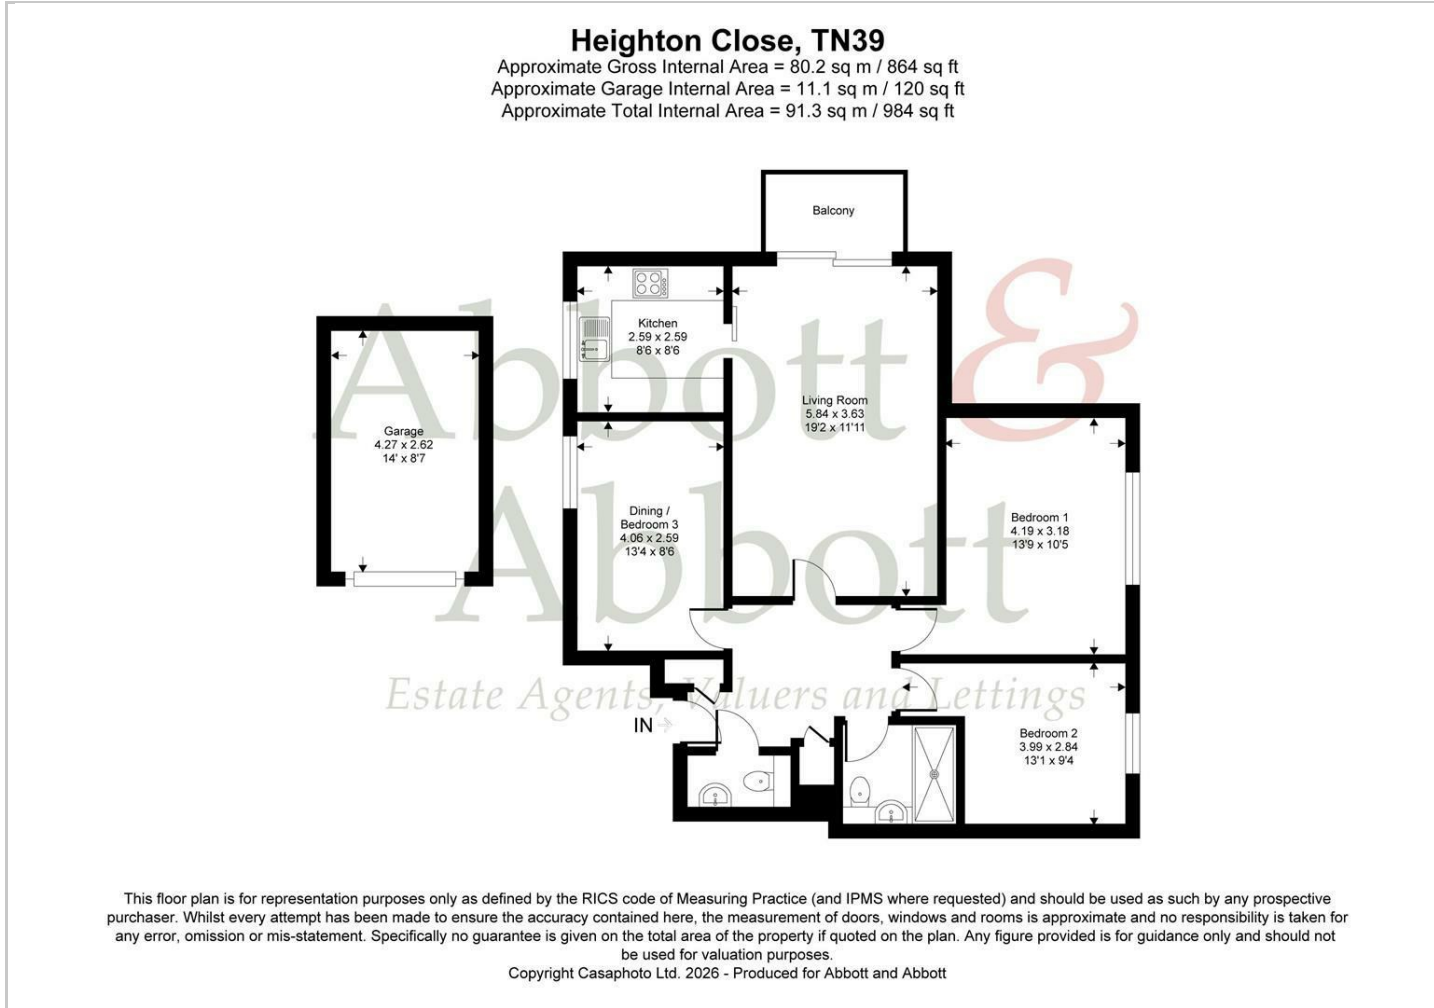 Heighton Close, TN39
Approximate Gross Internal Area = 80.2 sq m / 864 sq ft
Approximate Garage Internal Area = 11.1 sq m / 120 sq ft
Approximate Total Internal Area = 91.3 sq m / 984 sq ft
Balcony
Kitchen
2.59 x 2.59
8'6 x 8'6
Living Room
5.84 x 3.63
19'2 x 11'11
Garage
4.27 x 2.62
14' x 8'7
Dining /
Bedroom 3
4.06 x 2.59
13'4 x 8'6
Bedroom 1
4.19 x 3.18
13'9 x 10'5
Bedroom 2
3.99 x 2.84
13'1 x 9'4
IN
Abbott &
Abbott
Estate Agents, Valuers and Lettings
This floor plan is for representation purposes only as defined by the RICS code of Measuring Practice (and IPMS where requested) and should be used as such by any prospective
purchaser. Whilst every attempt has been made to ensure the accuracy contained here, the measurement of doors, windows and rooms is approximate and no responsibility is taken for
any error, omission or mis-statement. Specifically no guarantee is given on the total area of the property if quoted on the plan. Any figure provided is for guidance only and should not
be used for valuation purposes.
Copyright Casaphoto Ltd. 2026 - Produced for Abbott and Abbott